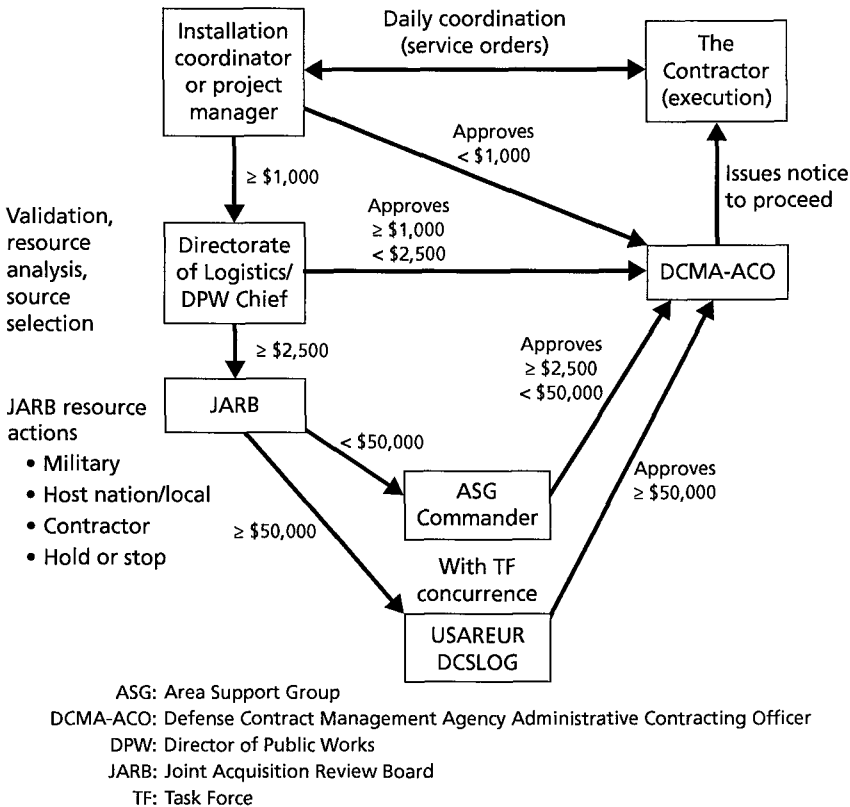 Installation
coordinator
or project
manager
Daily coordination
(service orders)
The
Contractor
(execution)
Approves
< $1,000
≥ $1,000
Issues notice
to proceed
Validation,
resource
analysis,
source
selection
Directorate
of Logistics/
DPW Chief
Approves
≥ $1,000
< $2,500
DCMA-ACO
≥ $2,500
Approves
≥ $2,500
< $50,000
JARB resource
actions
• Military
• Host nation/local
• Contractor
• Hold or stop
JARB
< $50,000
≥ $50,000
ASG
Commander
Approves
≥ $50,000
With TF
concurrence
USAREUR
DCSLOG
ASG: Area Support Group
DCMA-ACO: Defense Contract Management Agency Administrative Contracting Officer
DPW: Director of Public Works
JARB: Joint Acquisition Review Board
TF: Task Force